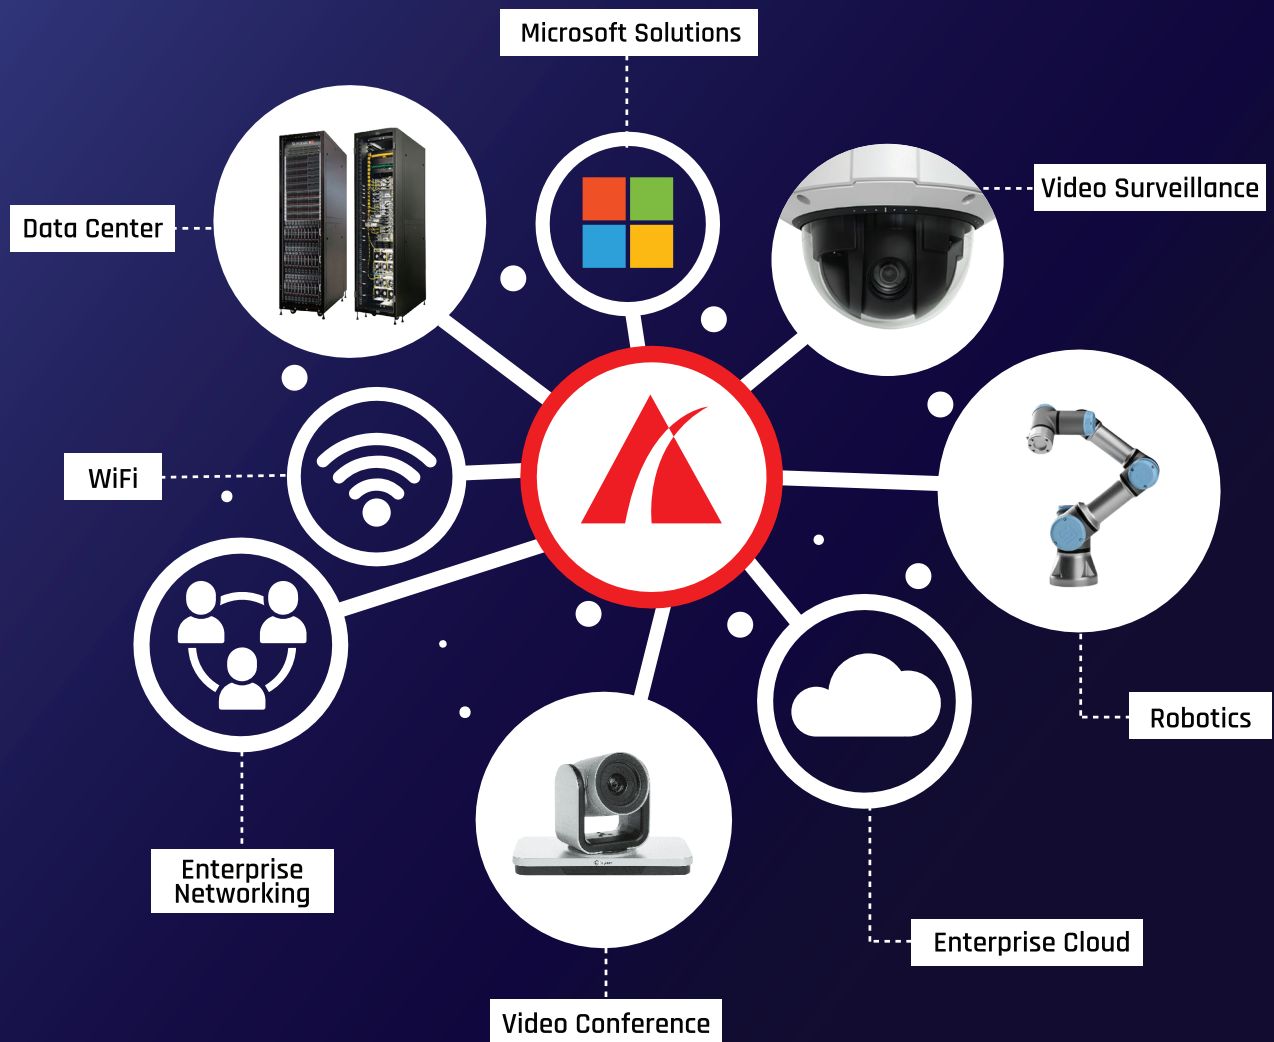 Microsoft Solutions
Video Surveillance
Data Center
WiFi
Robotics
Enterprise
Networking
Enterprise Cloud
Video Conference